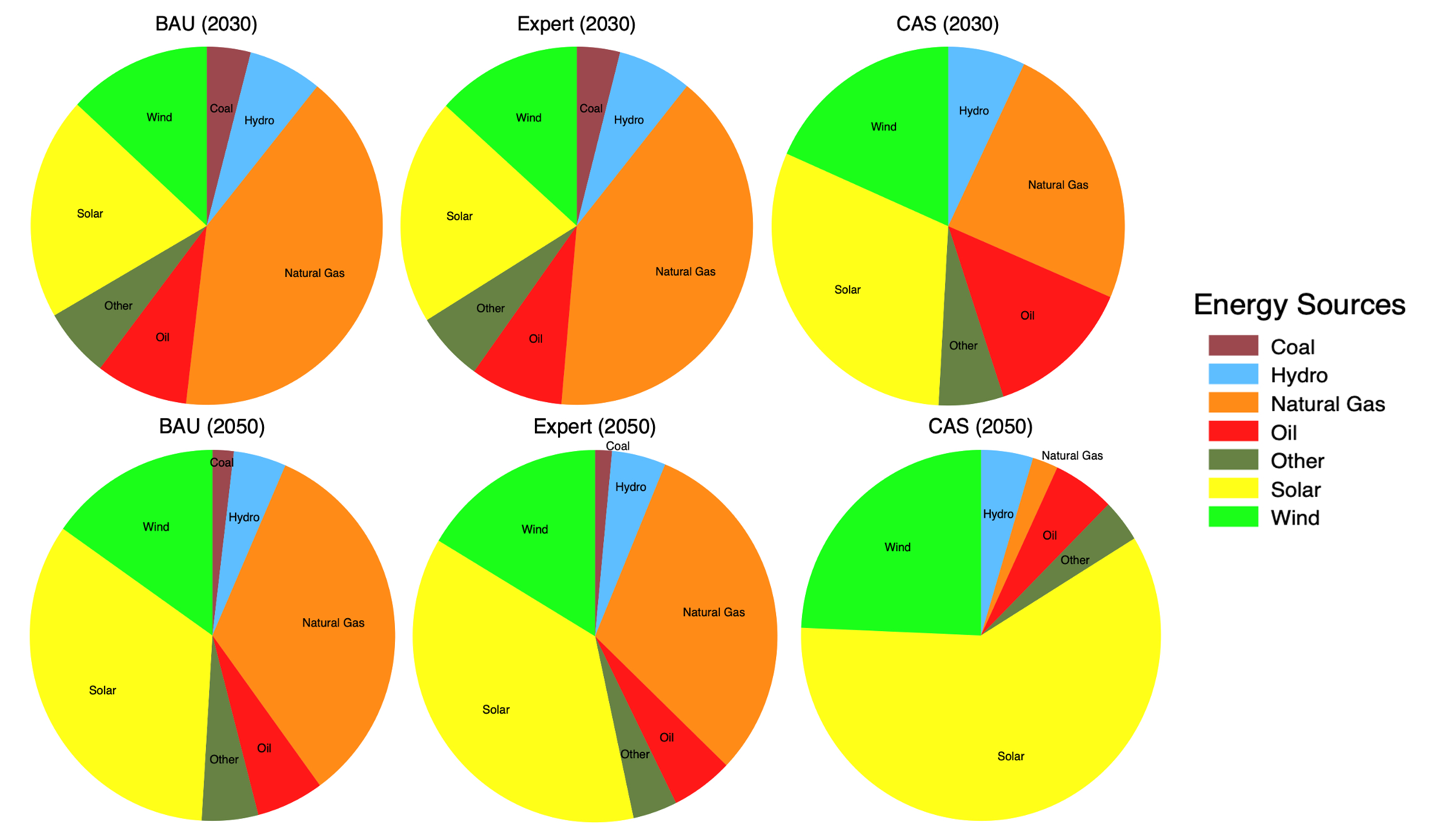 BAU (2030)
Coal
Hydro
Natural Gas
Oil
Other
Solar
Wind
Expert (2030)
Coal
Hydro
Natural Gas
Oil
Other
Solar
Wind
CAS (2030)
Hydro
Natural Gas
Oil
Other
Solar
Wind
BAU (2050)
Coal
Hydro
Natural Gas
Oil
Other
Solar
Wind
Expert (2050)
Coal
Hydro
Natural Gas
Oil
Other
Solar
Wind
CAS (2050)
Hydro
Natural Gas
Oil
Other
Solar
Wind
Energy Sources
Coal
Hydro
Natural Gas
Oil
Other
Solar
Wind